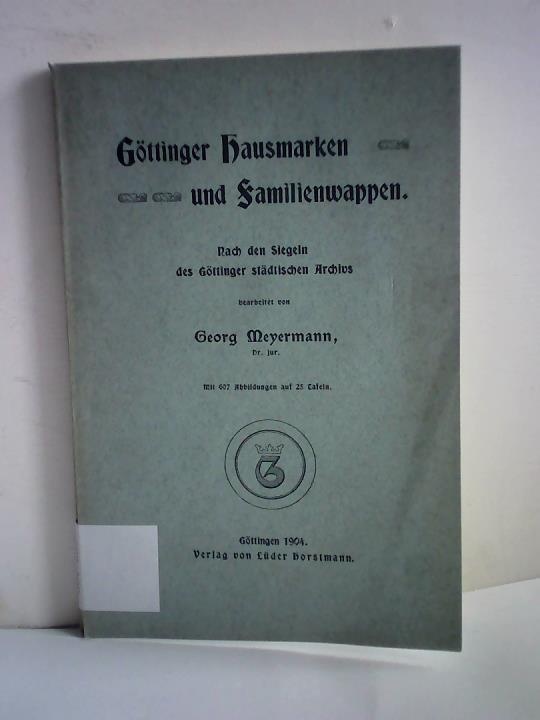 Göttinger Hausmarken
und Familienwappen.
Nach den Siegeln
des Göttinger städtischen Archivs
bearbeitet von
Georg Meyermann,
Dr. jur.
Mit 607 Abbildungen auf 25 Tafeln.
G
Göttingen 1904.
Verlag von Lüder Horstmann.